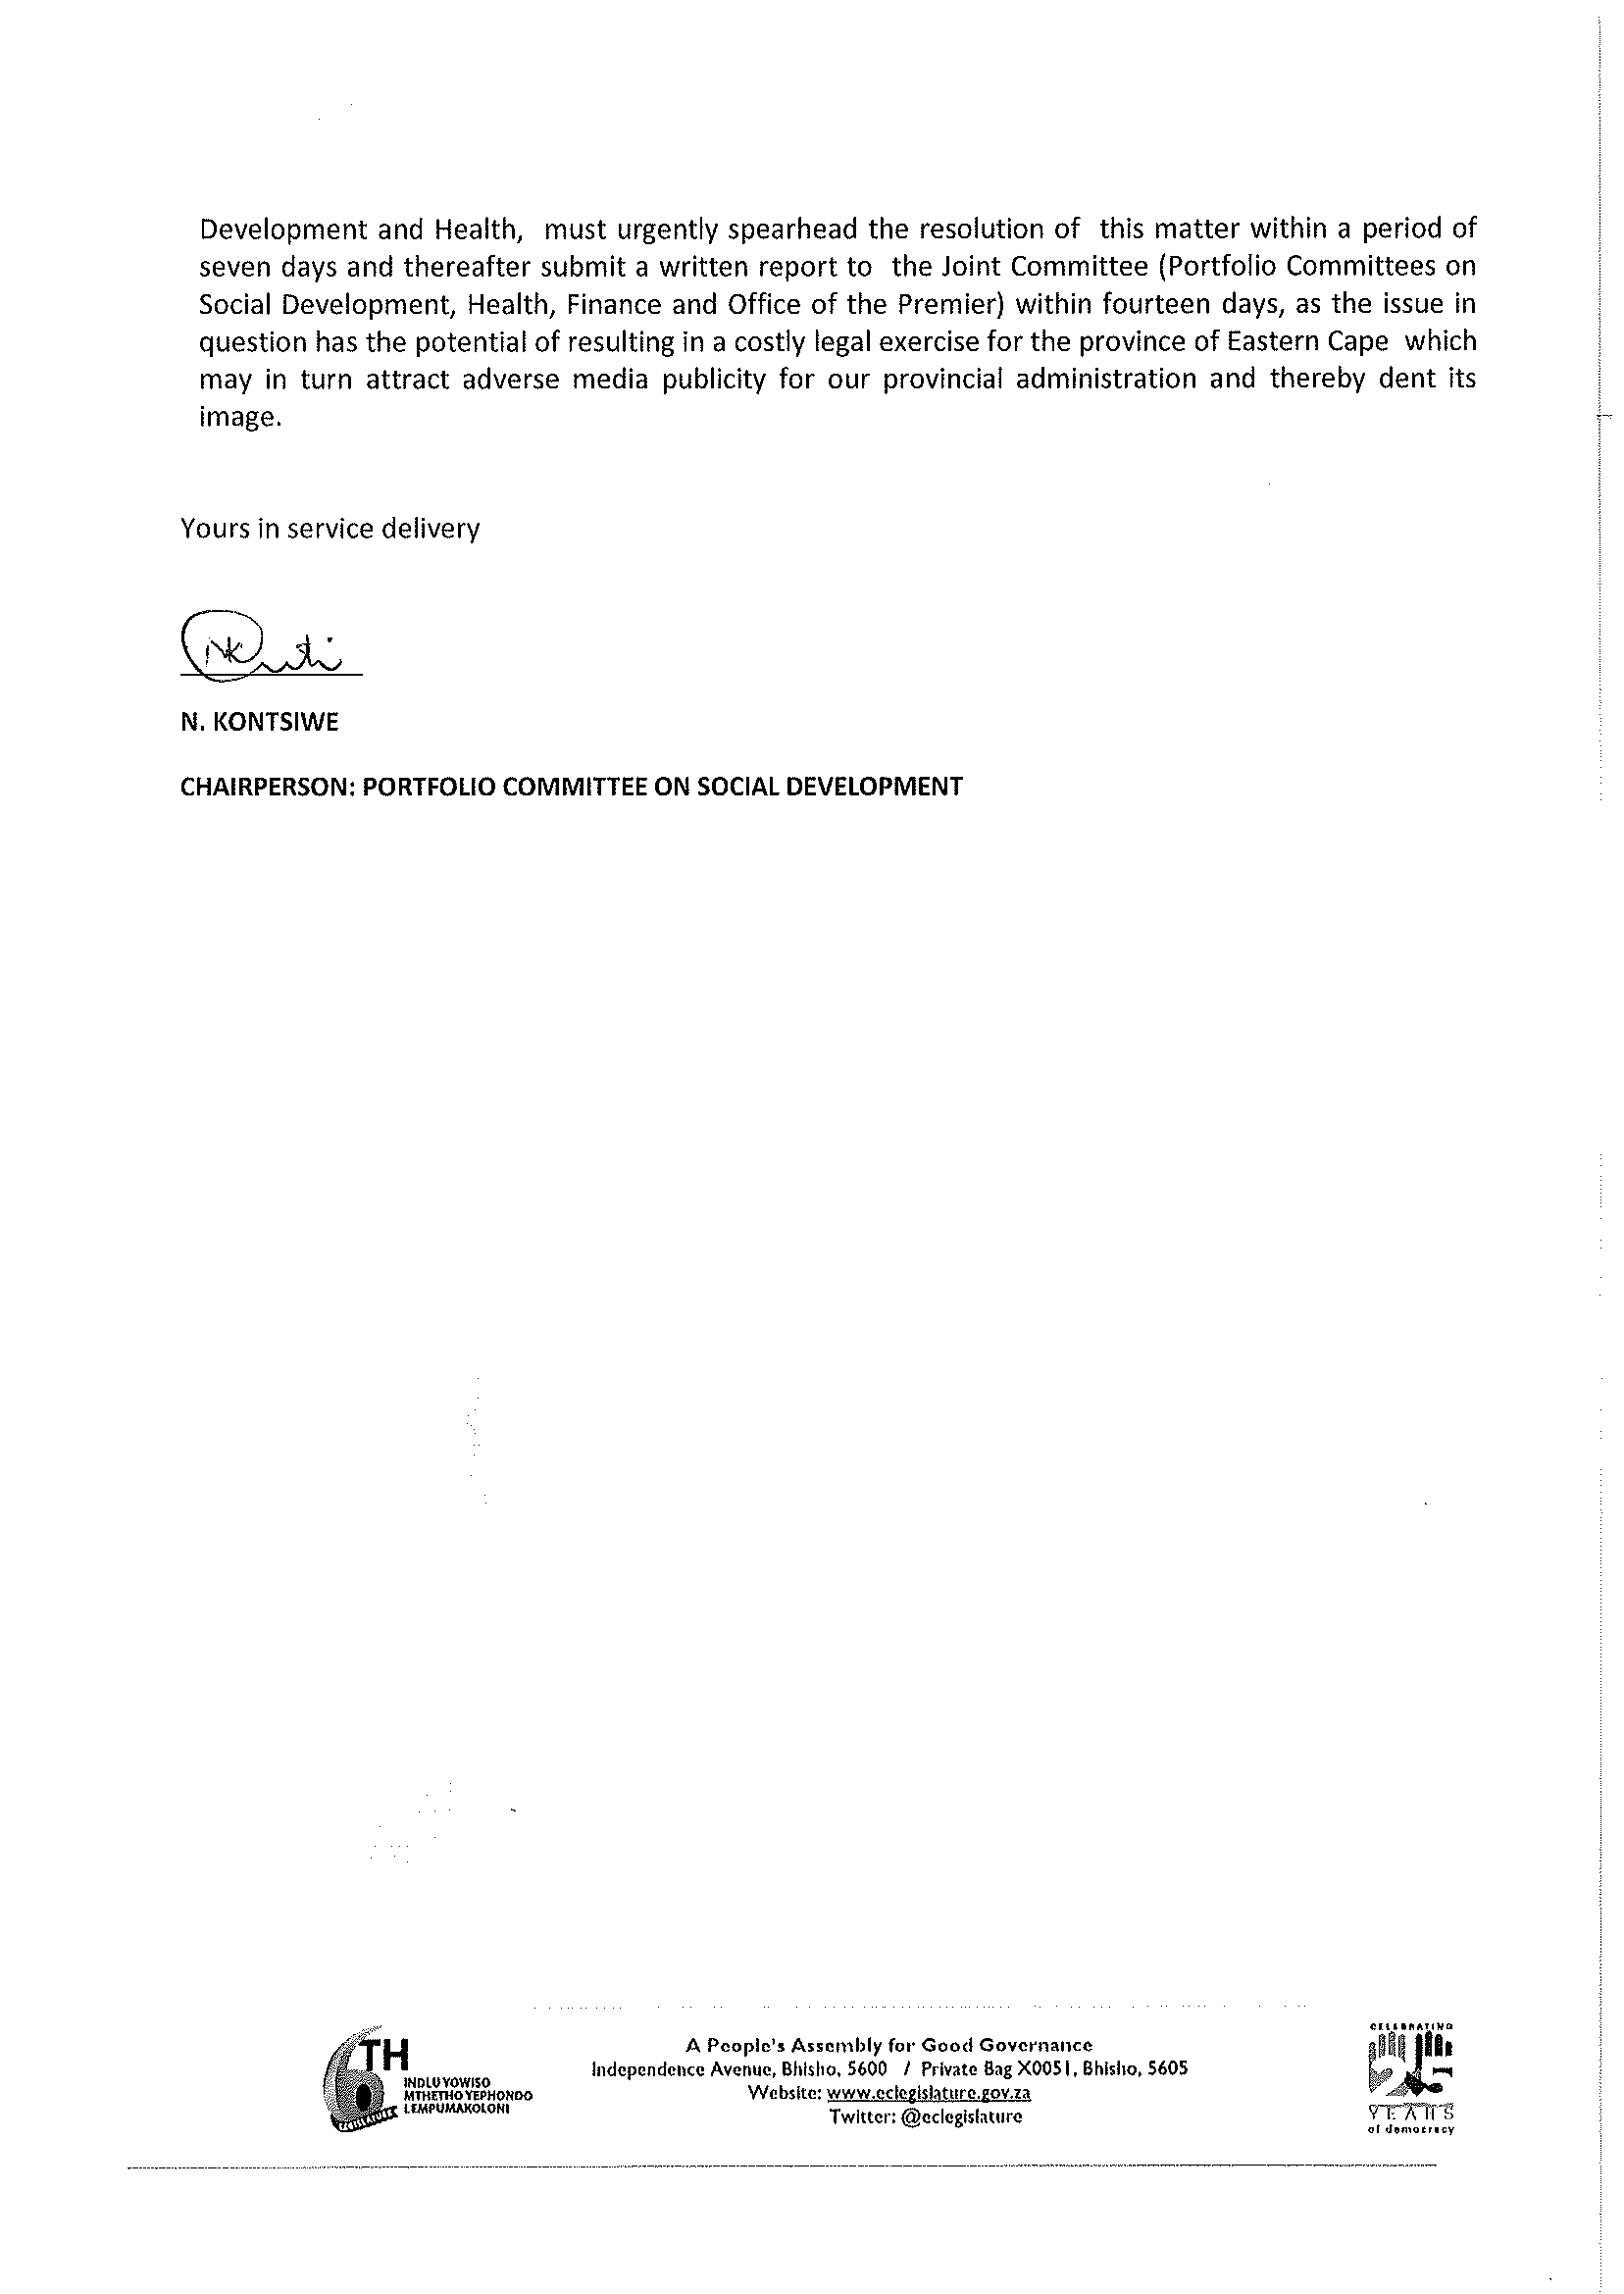 Development and Health, must urgently spearhead the resolution of this matter within a period of
seven days and thereafter submit a written report to the Joint Committee (Portfolio Committees on
Social Development, Health, Finance and Office of the Premier) within fourteen days, as the issue in
question has the potential of resulting in a costly legal exercise for the province of Eastern Cape which
may in turn attract adverse media publicity for our provincial administration and thereby dent its
image.
Yours in service delivery
N. KONTSIWE
CHAIRPERSON: PORTFOLIO COMMITTEE ON SOCIAL DEVELOPMENT
6TH
INDLU YOWISO
MTHETHO YEPHONDO
LEMPUMAKOLONI
LEGISLATURE
A People's Assembly for Good Governance
Independence Avenue, Bhisho, 5600 / Private Bag X0051, Bhisho, 5605
Website: www.eclegislature.gov.za
Twitter: @eclegislature
CELEBRATING
25
YEARS
of democracy